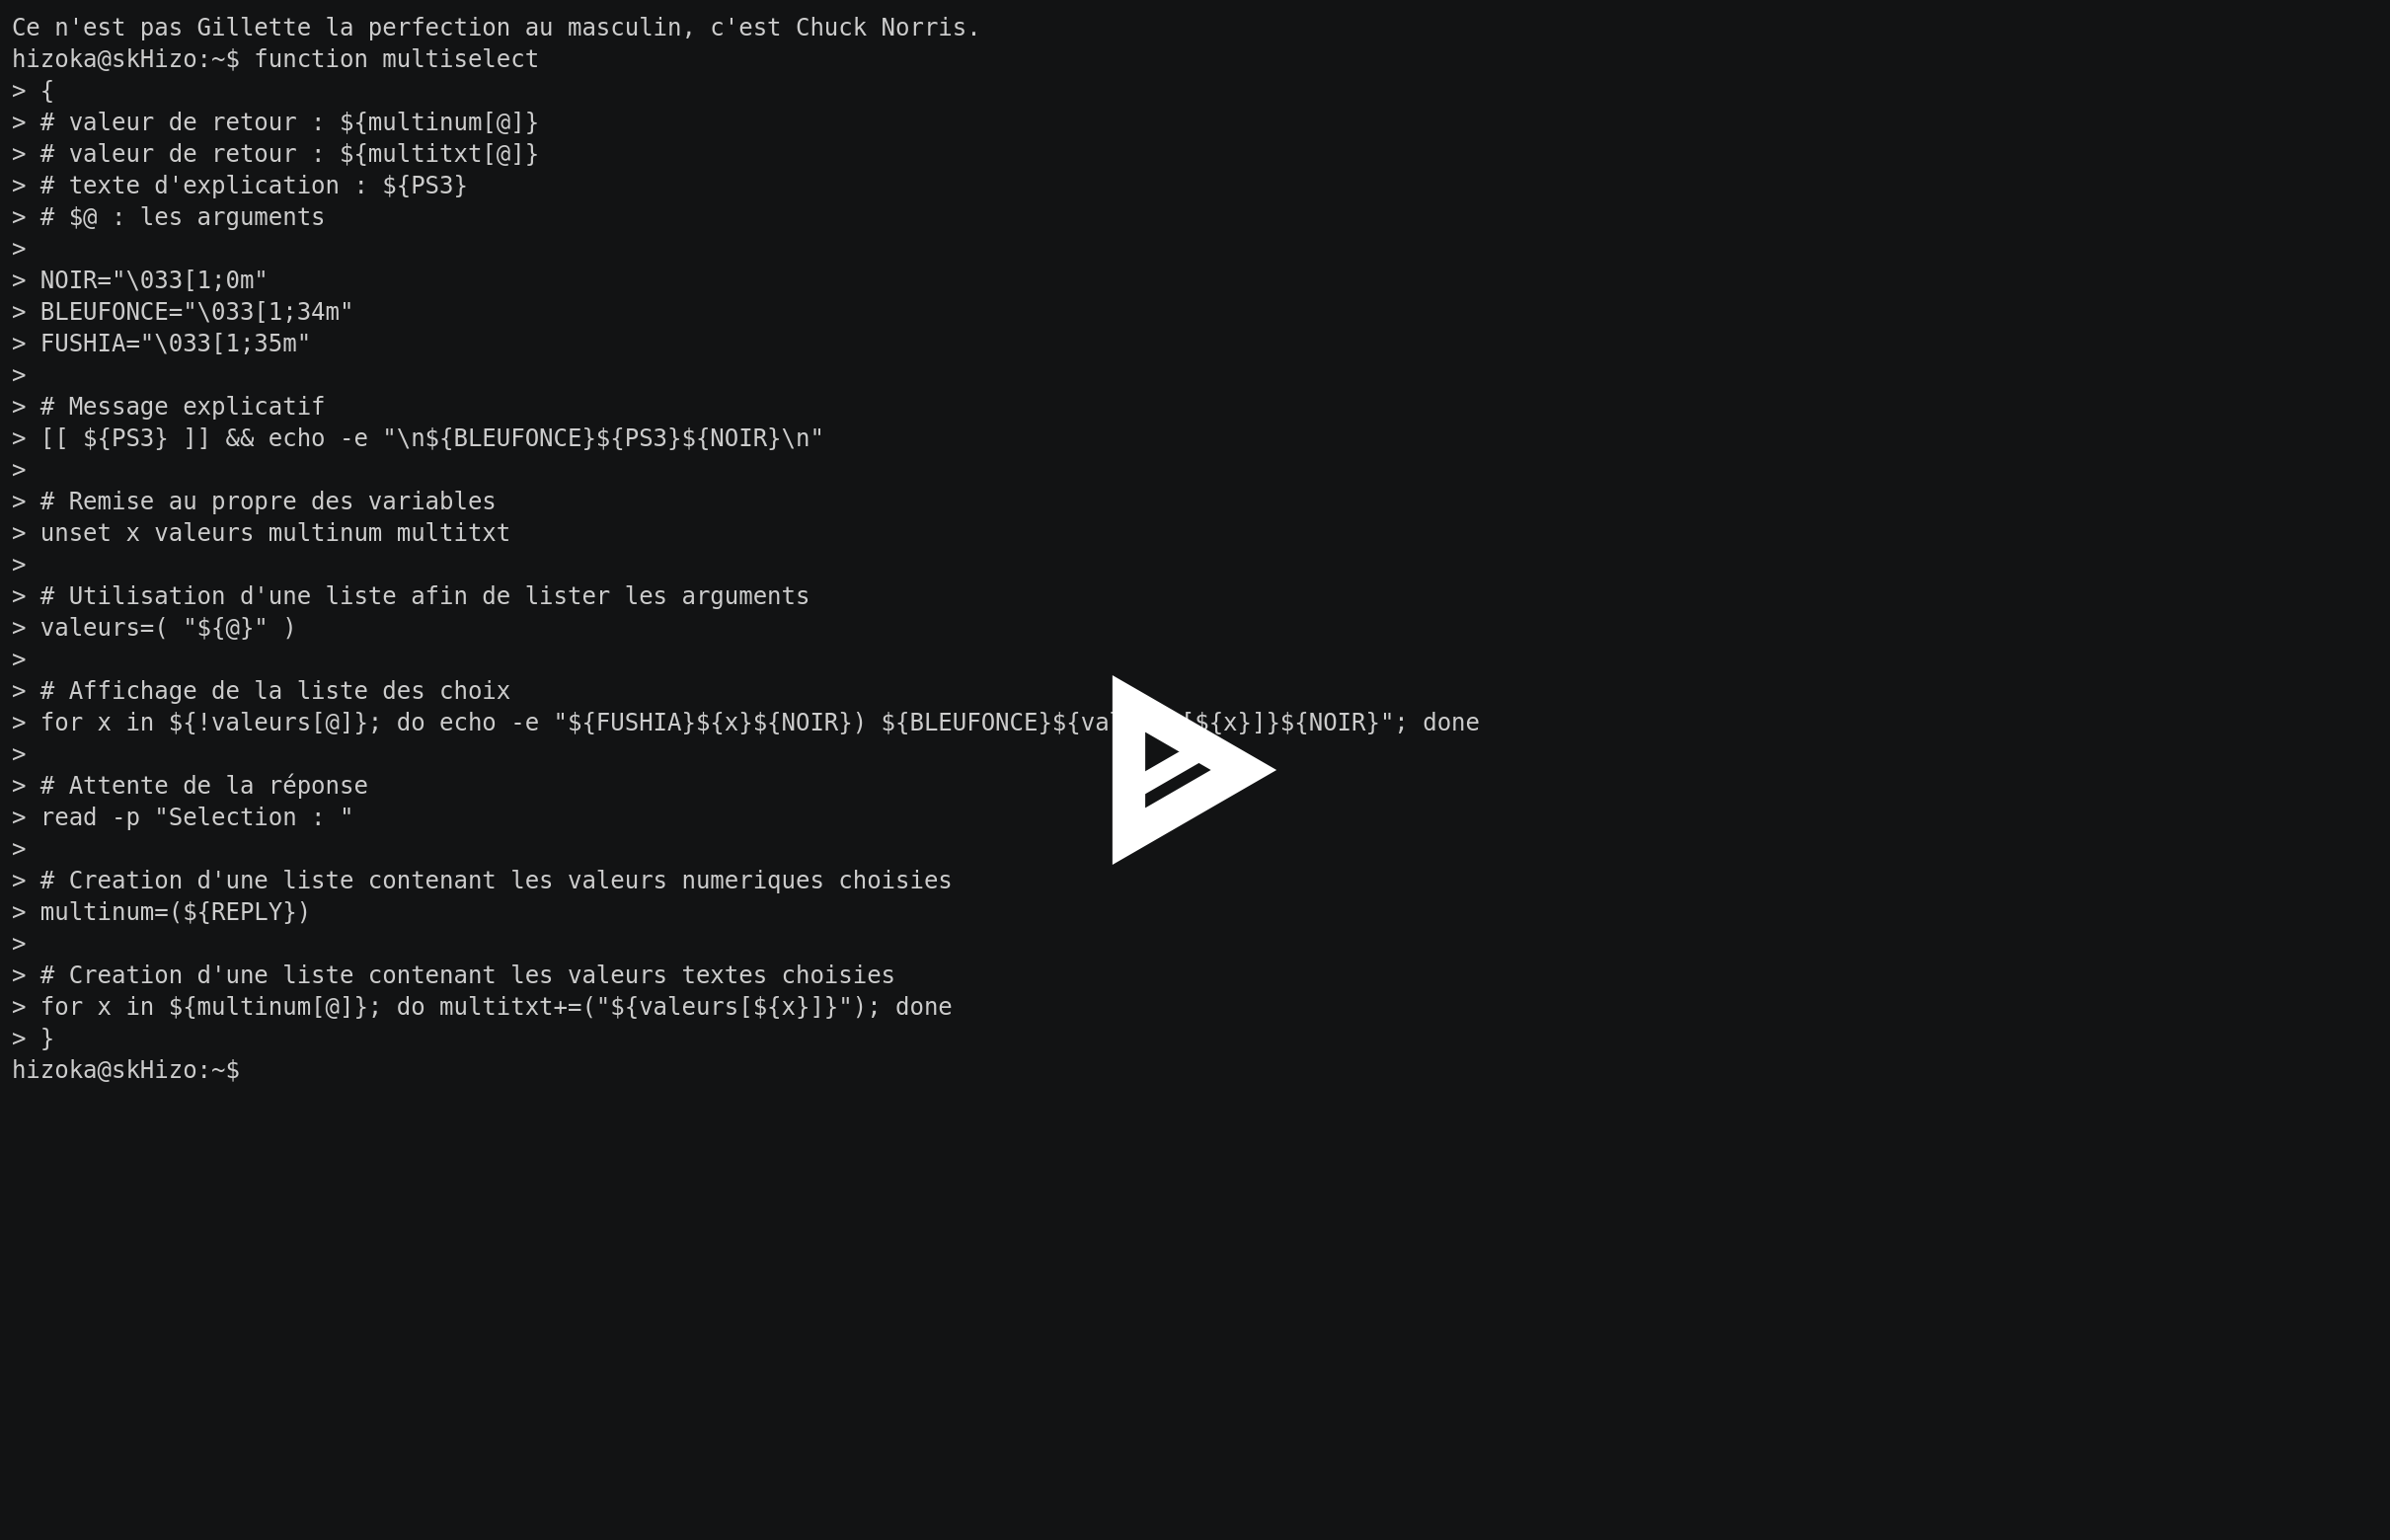 Ce n'est pas Gillette la perfection au masculin, c'est Chuck Norris.
hizoka@skHizo:~$ function multiselect
> {
> # valeur de retour : ${multinum[@]}
> # valeur de retour : ${multitxt[@]}
> # texte d'explication : ${PS3}
> # $@ : les arguments
>
> NOIR="\033[1;0m"
> BLEUFONCE="\033[1;34m"
> FUSHIA="\033[1;35m"
>
> # Message explicatif
> [[ ${PS3} ]] && echo -e "\n${BLEUFONCE}${PS3}${NOIR}\n"
>
> # Remise au propre des variables
> unset x valeurs multinum multitxt
>
> # Utilisation d'une liste afin de lister les arguments
> valeurs=( "${@}" )
>
> # Affichage de la liste des choix
> for x in ${!valeurs[@]}; do echo -e "${FUSHIA}${x}${NOIR}) ${BLEUFONCE}${val [${x}]}${NOIR}"; done
>
> # Attente de la réponse
> read -p "Selection : "
>
> # Creation d'une liste contenant les valeurs numeriques choisies
> multinum=(${REPLY})
>
> # Creation d'une liste contenant les valeurs textes choisies
> for x in ${multinum[@]}; do multitxt+=("${valeurs[${x}]}"); done
> }
hizoka@skHizo:~$